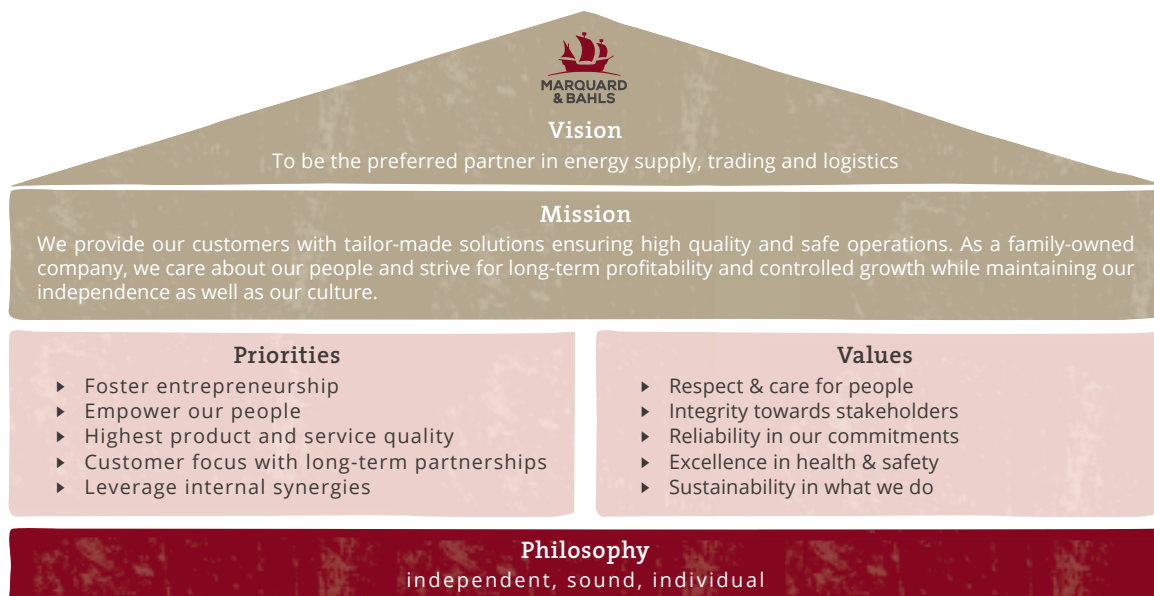 MARQUARD
& BAHLS
Vision
To be the preferred partner in energy supply, trading and logistics
Mission
We provide our customers with tailor-made solutions ensuring high quality and safe operations. As a family-owned
company, we care about our people and strive for long-term profitability and controlled growth while maintaining our
independence as well as our culture.
Priorities
▸ Foster entrepreneurship
▸ Empower our people
▸ Highest product and service quality
▸ Customer focus with long-term partnerships
▸ Leverage internal synergies
Values
▸ Respect & care for people
▸ Integrity towards stakeholders
▸ Reliability in our commitments
▸ Excellence in health & safety
▸ Sustainability in what we do
Philosophy
independent, sound, individual